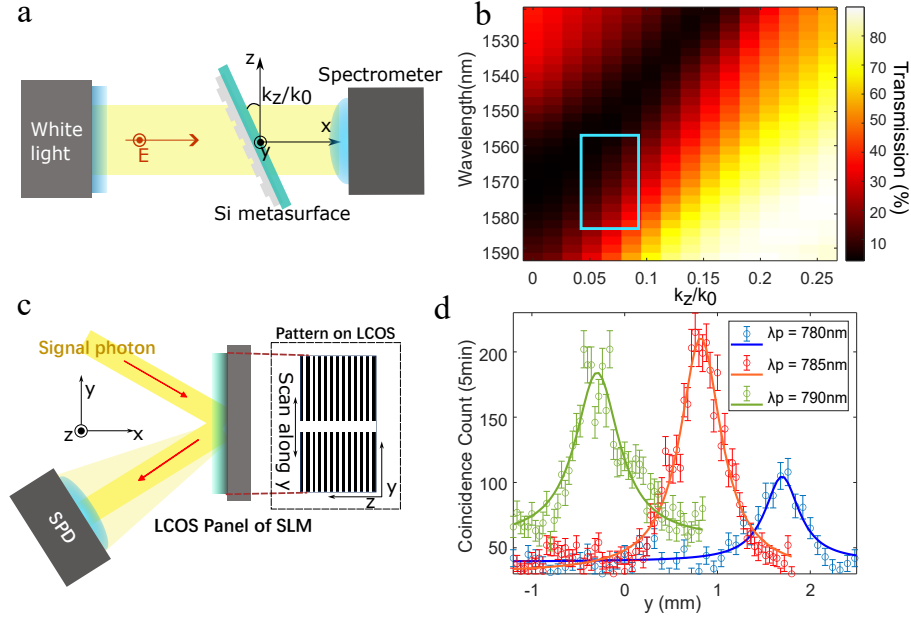 a
White
light
E
z
kz/k0
y
x
Si metasurface
Spectrometer
b
Wavelength(nm)
1530
1540
1550
1560
1570
1580
1590
0
0.05
0.1
0.15
0.2
0.25
kz/k0
80
70
60
50
40
30
20
10
Transmission (%)
c
Signal photon
y
z
x
SPD
LCOS Panel of SLM
Pattern on LCOS
Scan along y
y
z
d
Coincidence Count (5min)
200
150
100
50
-1
0
1
2
y (mm)
λp = 780nm
λp = 785nm
λp = 790nm